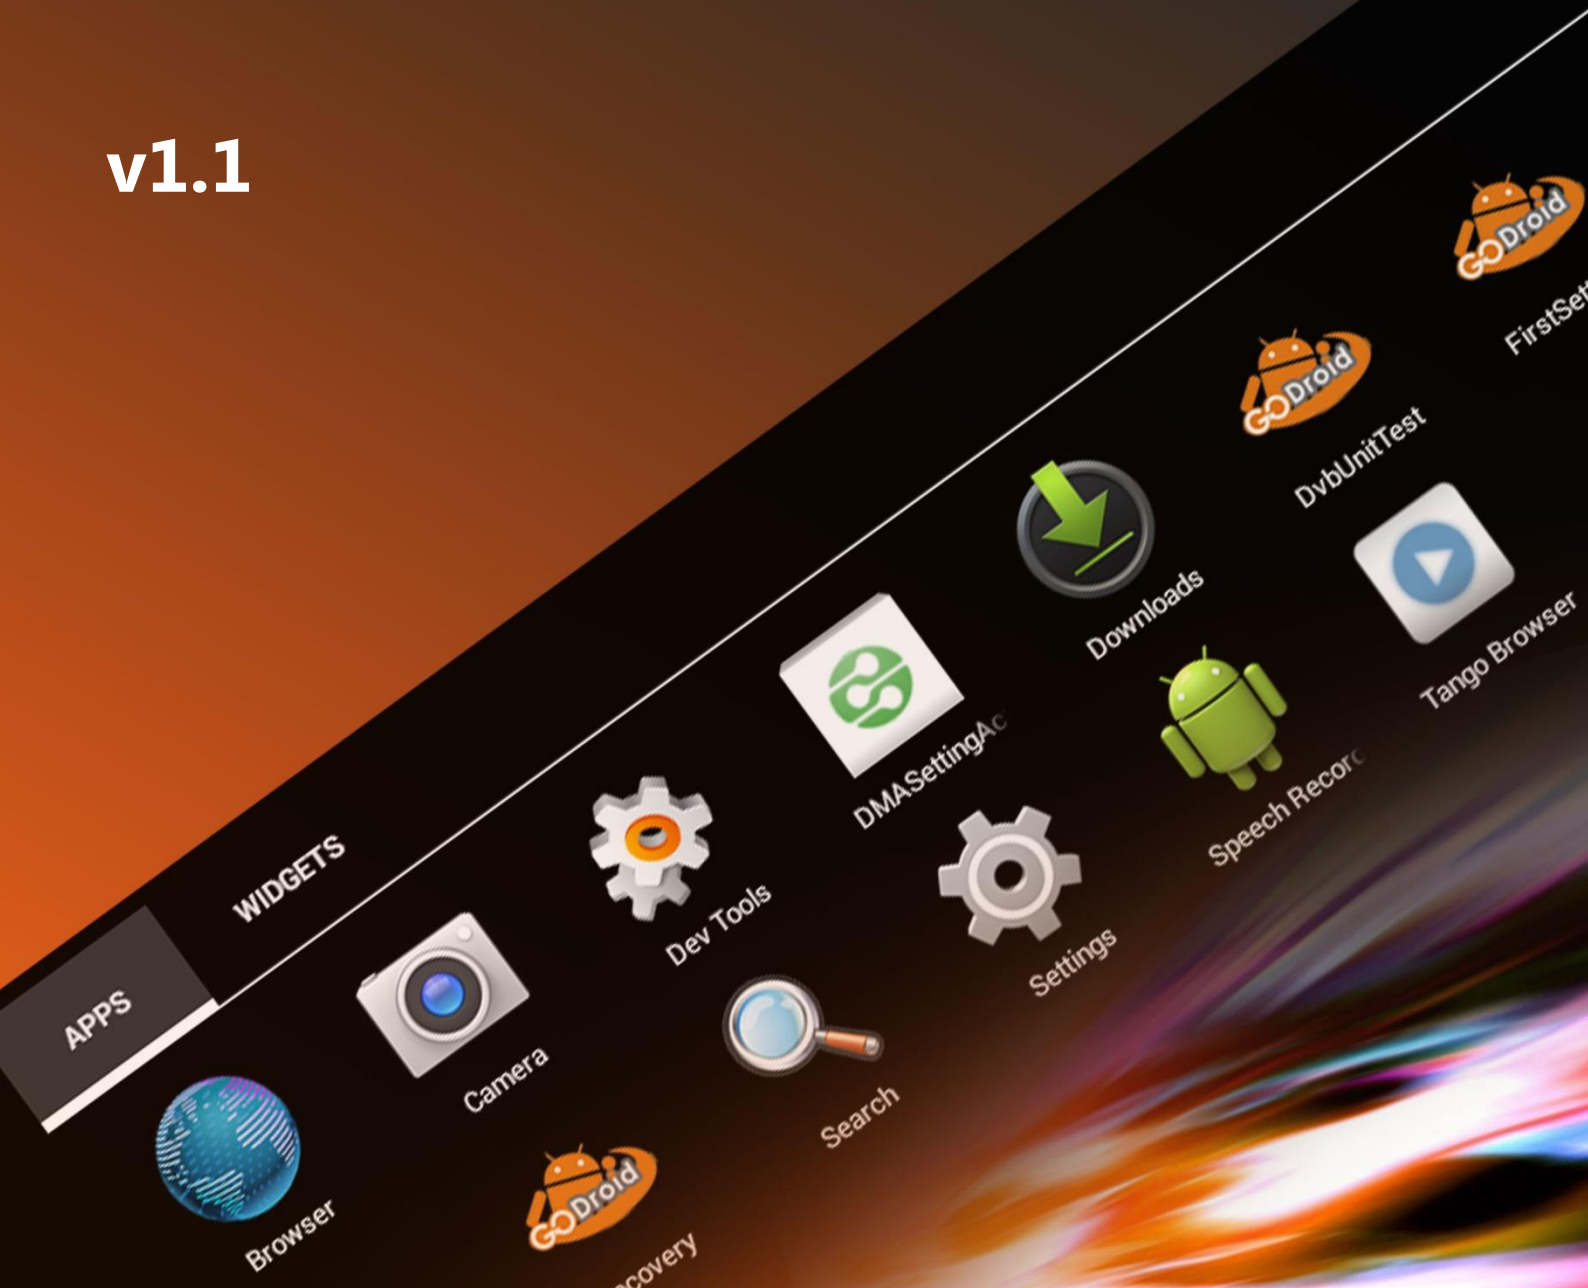 v1.1
APPS
WIDGETS
Browser
Camera
Dev Tools
DMASettingAc
Downloads
GODroid
DvbUnitTest
GODroid
FirstSet
GODroid
covery
Search
Settings
Speech Recor
Tango Browser